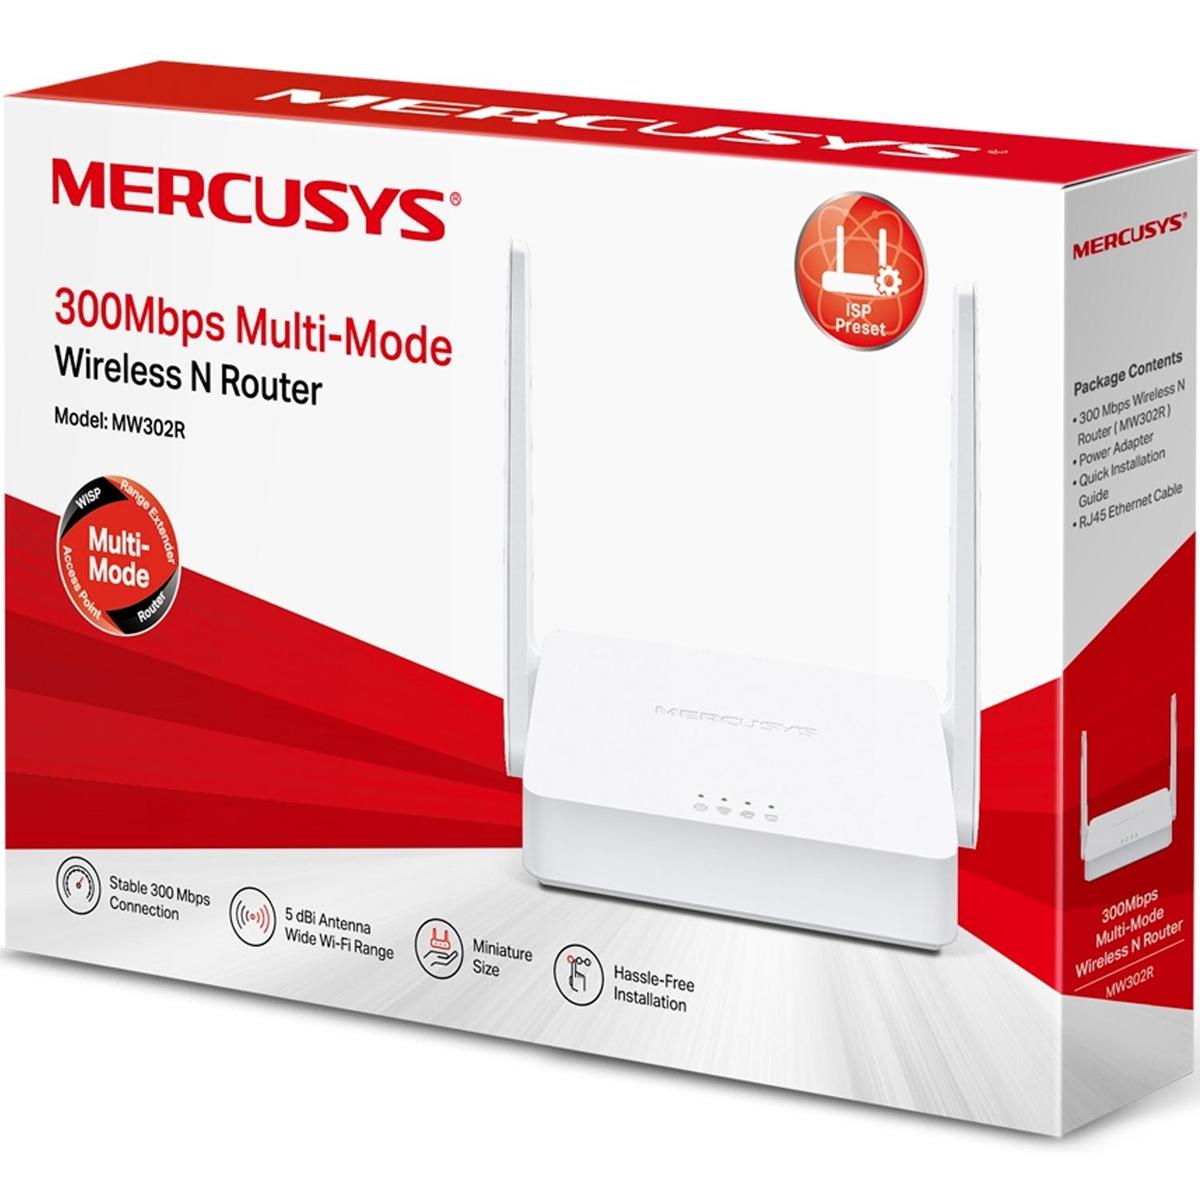 MERCUSYS®
MERCUSYS®
300Mbps Multi-Mode
Wireless N Router
Model: MW302R
WISP
Range Extender
Multi-
Mode
Access Point
Router
ISP
Preset
MERCUSYS
Stable 300 Mbps
Connection
5 dBi Antenna
Wide Wi-Fi Range
Miniature
Size
Hassle-Free
Installation
MERCUSYS®
Package Contents
• 300 Mbps Wireless N
Router ( MW302R )
• Power Adapter
• Quick Installation
Guide
• RJ45 Ethernet Cable
300Mbps
Multi-Mode
Wireless N Router
MW302R